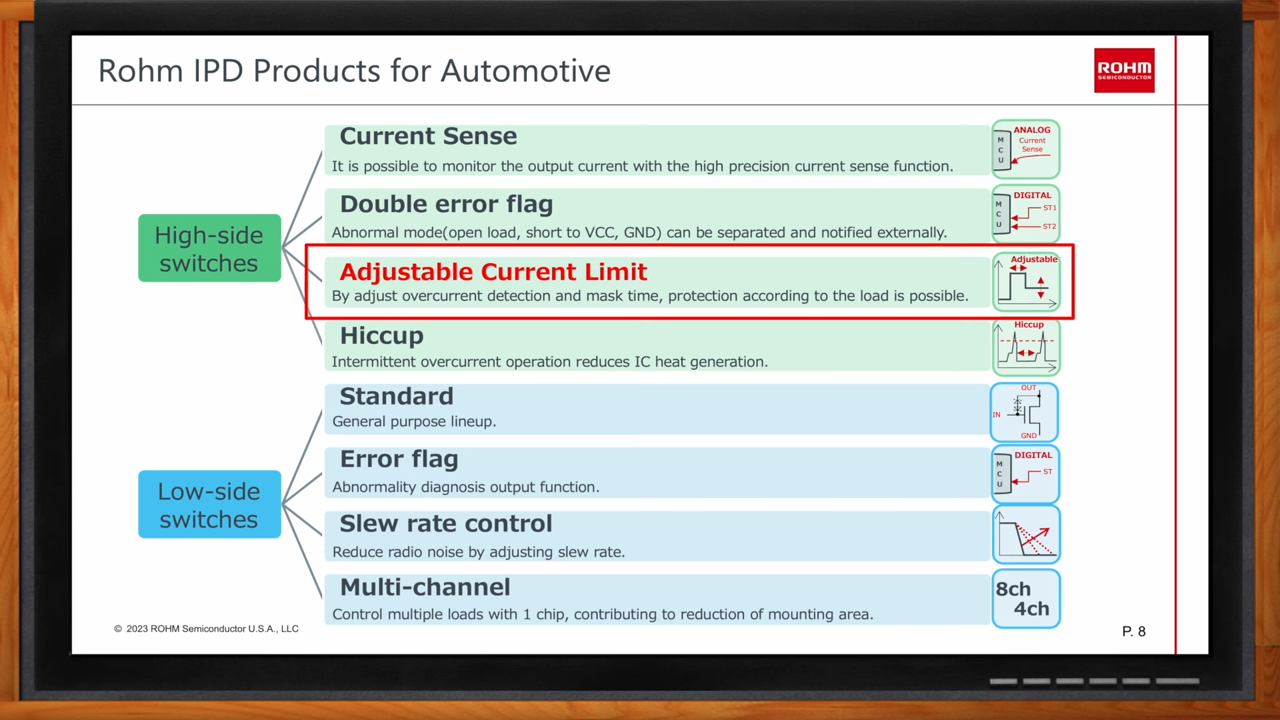 Rohm IPD Products for Automotive
ROHM
SEMICONDUCTOR
High-side
switches
Current Sense
It is possible to monitor the output current with the high precision current sense function.
ANALOG
MCU
Current
Sense
Double error flag
Abnormal mode(open load, short to VCC, GND) can be separated and notified externally.
DIGITAL
MCU
ST1
ST2
Adjustable Current Limit
By adjust overcurrent detection and mask time, protection according to the load is possible.
Adjustable
Hiccup
Intermittent overcurrent operation reduces IC heat generation.
Hiccup
Low-side
switches
Standard
General purpose lineup.
OUT
IN
GND
Error flag
Abnormality diagnosis output function.
DIGITAL
MCU
ST
Slew rate control
Reduce radio noise by adjusting slew rate.
Multi-channel
Control multiple loads with 1 chip, contributing to reduction of mounting area.
8ch
4ch
© 2023 ROHM Semiconductor U.S.A., LLC
P. 8